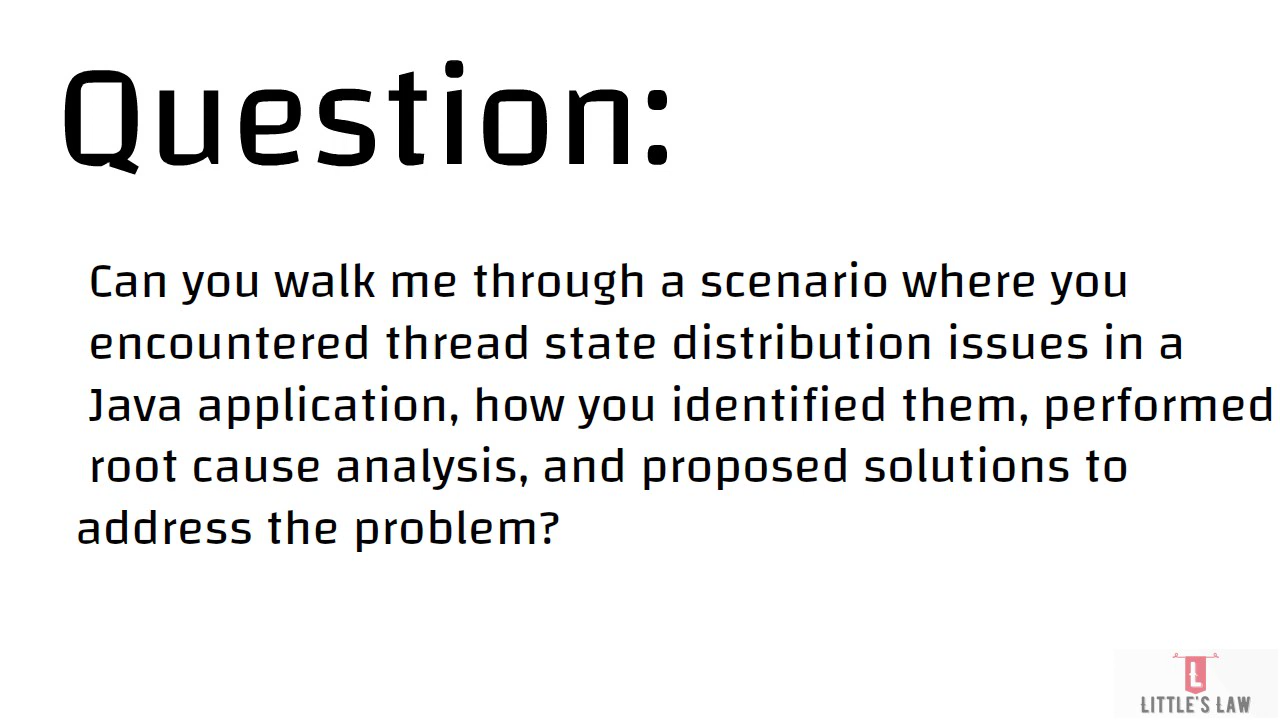 Question:
Can you walk me through a scenario where you
encountered thread state distribution issues in a
Java application, how you identified them, performed
root cause analysis, and proposed solutions to
address the problem?
L
LITTLE'S LAW